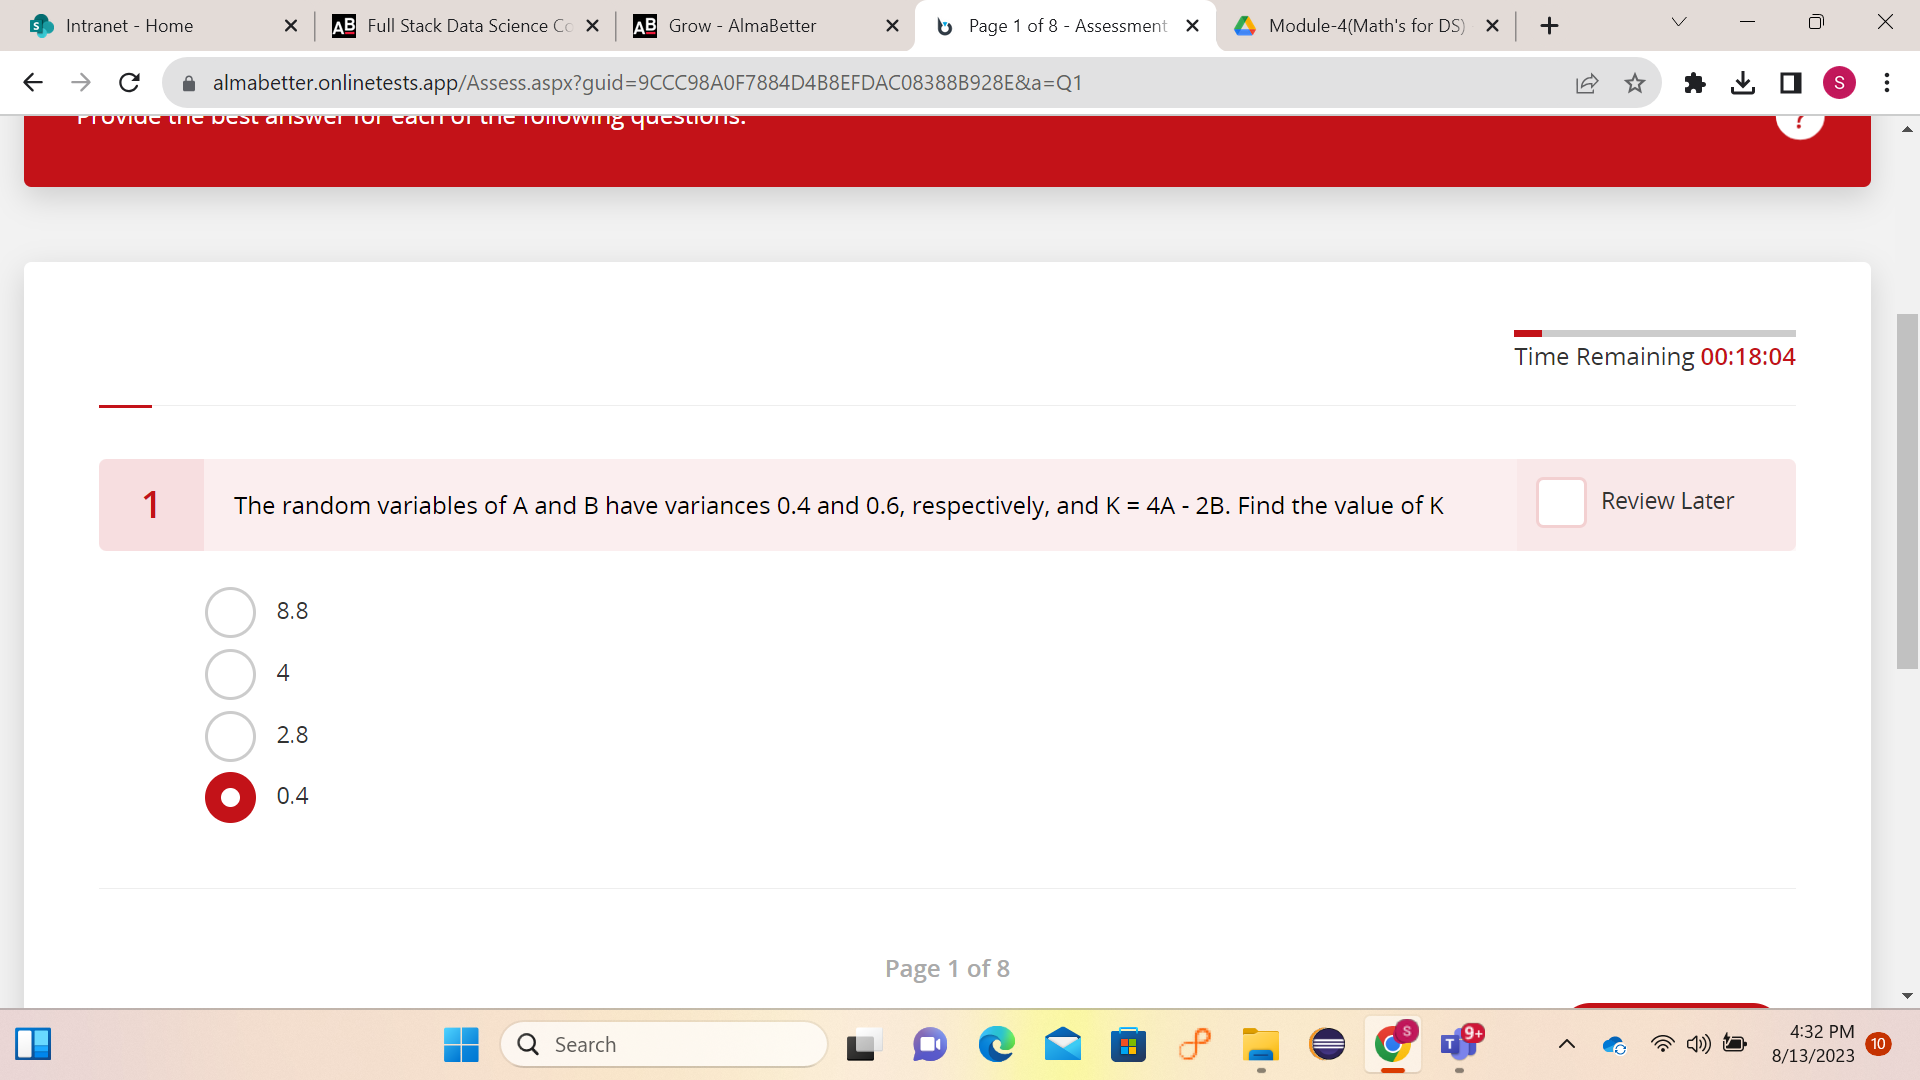 Intranet - Home
Full Stack Data Science Co
Grow - AlmaBetter
Page 1 of 8 - Assessment
Module-4(Math's for DS)
almabetter.onlinetests.app/Assess.aspx?guid=9CCC98A0F7884D4B8EFDAC08388B928E&a=Q1
S
Provide the best answer for each of the following questions.
?
Time Remaining 00:18:04
1
The random variables of A and B have variances 0.4 and 0.6, respectively, and K = 4A - 2B. Find the value of K
Review Later
8.8
4
2.8
0.4
Page 1 of 8
Search
S
9+
T
4:32 PM
8/13/2023
10